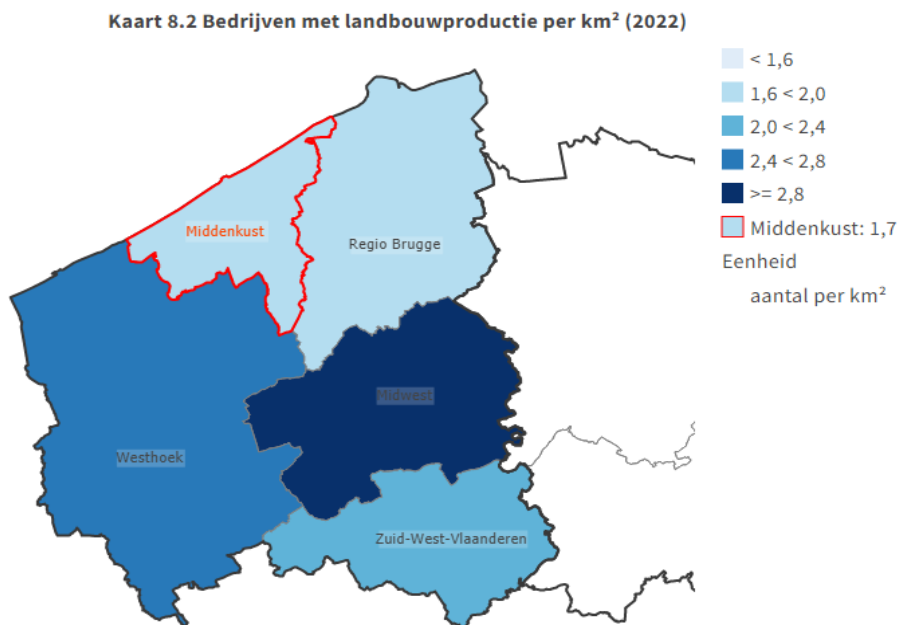 Kaart 8.2 Bedrijven met landbouwproductie per km² (2022)
< 1,6
1,6 < 2,0
2,0 < 2,4
2,4 < 2,8
>= 2,8
Middenkust: 1,7
Eenheid
aantal per km²
Middenkust
Regio Brugge
Midwest
Westhoek
Zuid-West-Vlaanderen